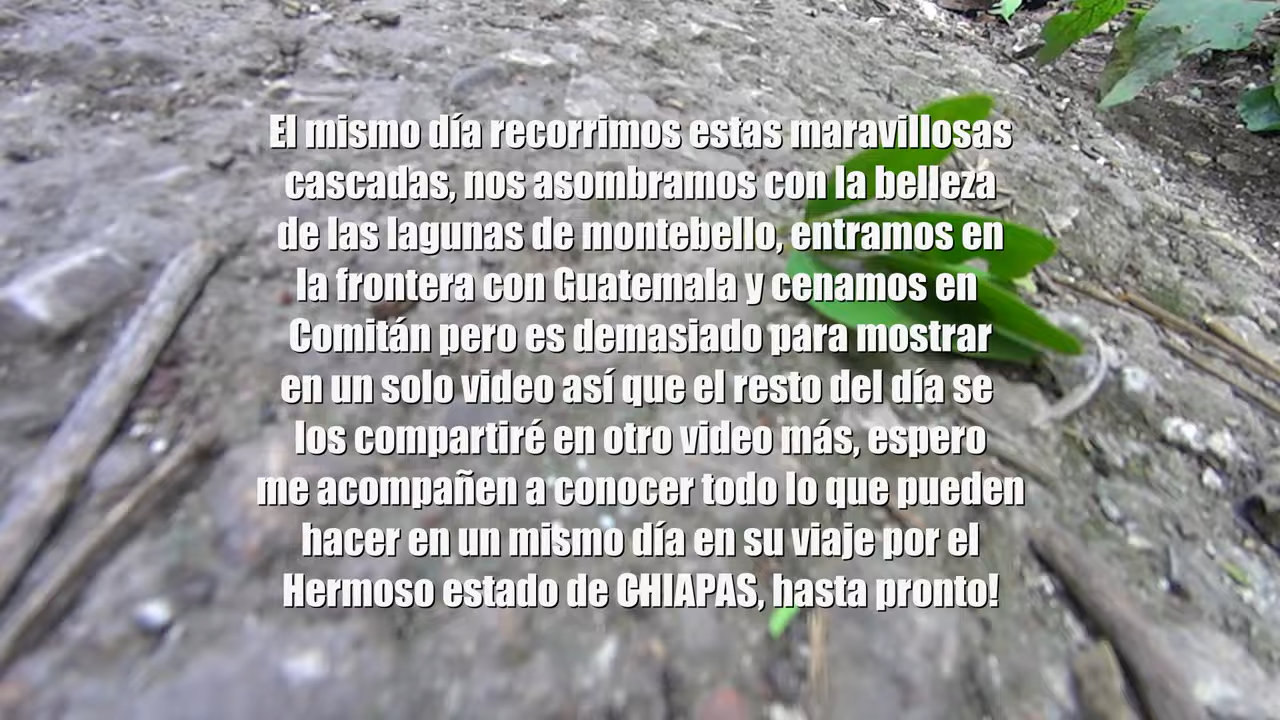 El mismo día recorrimos estas maravillosas
cascadas, nos asombramos con la belleza
de las lagunas de montebello, entramos en
la frontera con Guatemala y cenamos en
Comitán pero es demasiado para mostrar
en un solo video así que el resto del día se
los compartiré en otro video más, espero
me acompañen a conocer todo lo que pueden
hacer en un mismo día en su viaje por el
Hermoso estado de CHIAPAS, hasta pronto!